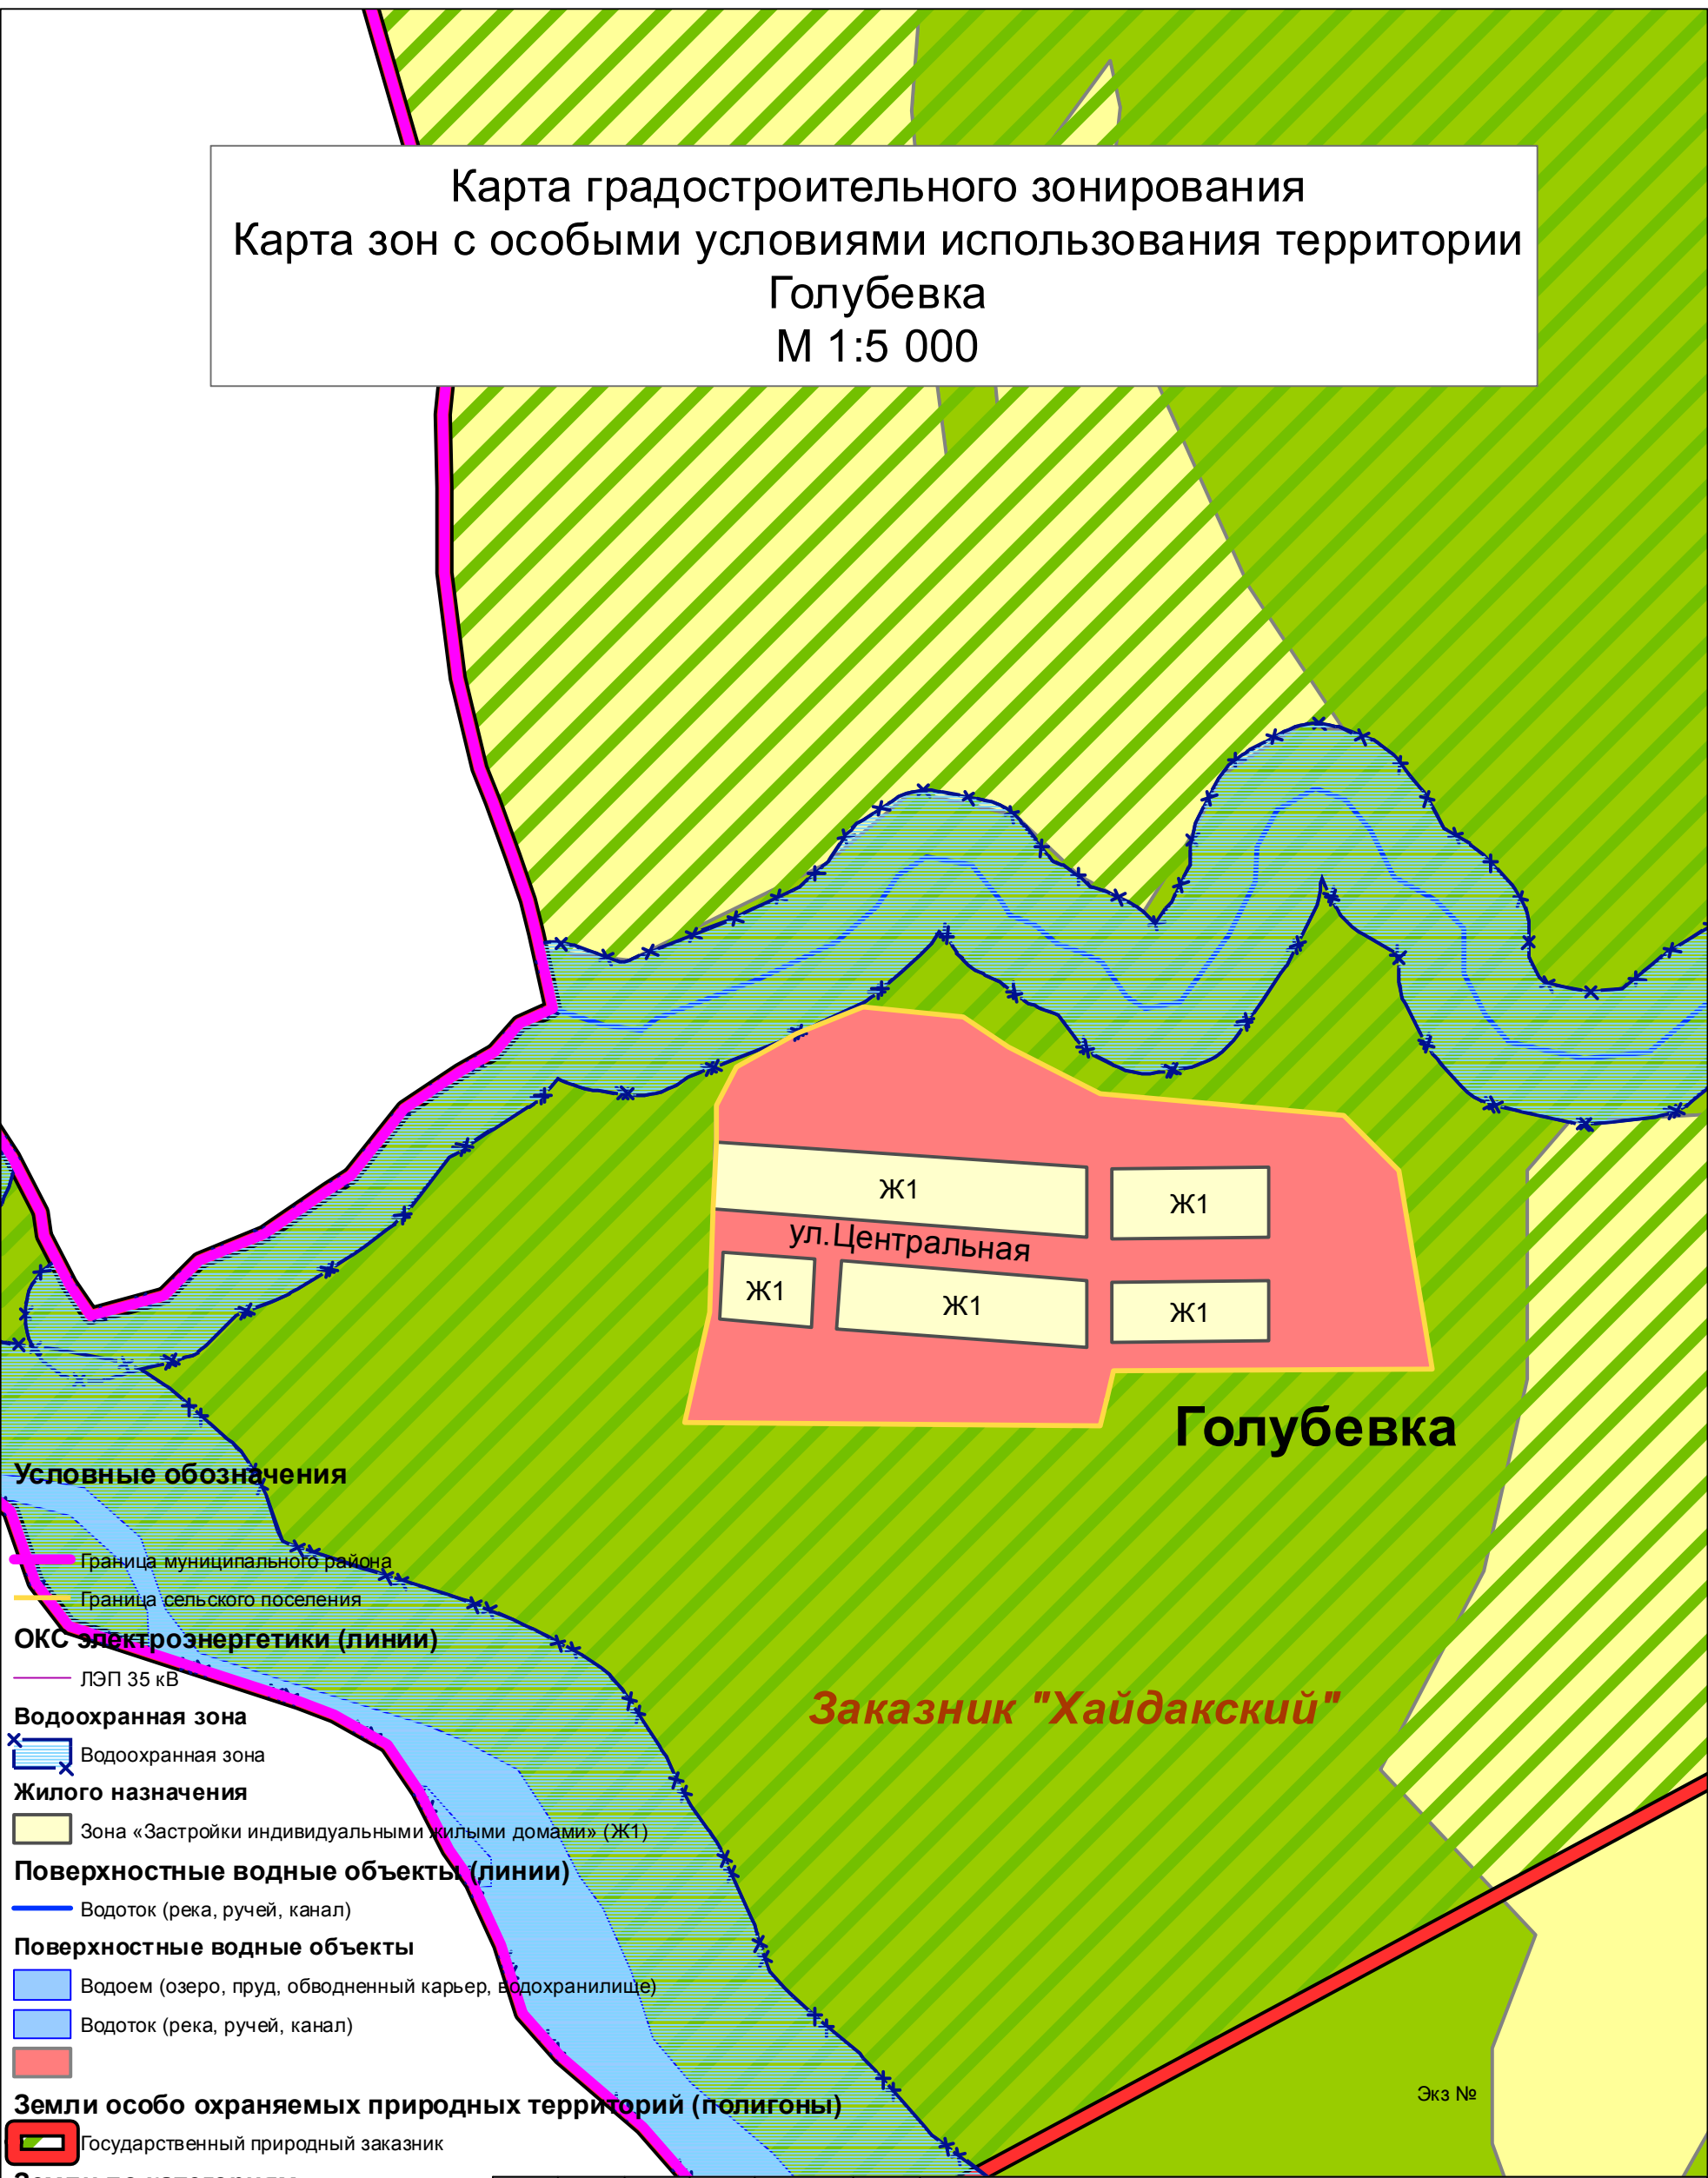 Карта градостроительного зонирования
Карта зон с особыми условиями использования территории
Голубевка
М 1:5 000
Ж1
Ж1
ул.Центральная
Ж1
Ж1
Ж1
Голубевка
Заказник "Хайдакский"
Условные обозначения
Граница муниципального района
Граница сельского поселения
ОКС электроэнергетики (линии)
ЛЭП 35 кВ
Водоохранная зона
Водоохранная зона
Жилого назначения
Зона «Застройки индивидуальными жилыми домами» (Ж1)
Поверхностные водные объекты (линии)
Водоток (река, ручей, канал)
Поверхностные водные объекты
Водоем (озеро, пруд, обводненный карьер, водохранилище)
Водоток (река, ручей, канал)
Земли особо охраняемых природных территорий (полигоны)
Государственный природный заказник
Экз №